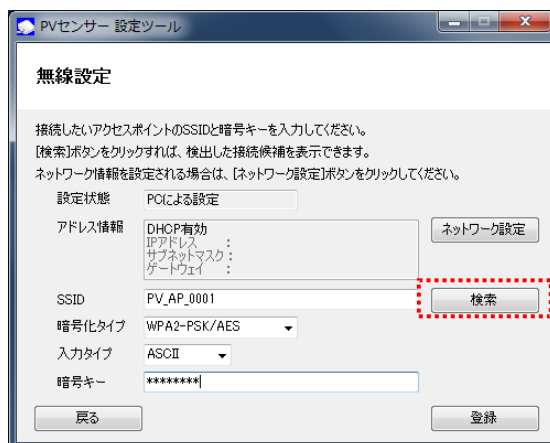 PVセンサー 設定ツール
無線設定
接続したいアクセスポイントのSSIDと暗号キーを入力してください。
[検索]ボタンをクリックすれば、検出した接続候補を表示できます。
ネットワーク情報を設定される場合は、[ネットワーク設定]ボタンをクリックしてください。
設定状態 PCによる設定
アドレス情報 DHCP有効 ネットワーク設定
IPアドレス :
サブネットマスク :
ゲートウェイ :
SSID PV_AP_0001 検索
暗号化タイプ WPA2-PSK/AES
入力タイプ ASCII
暗号キー ********
戻る 登録